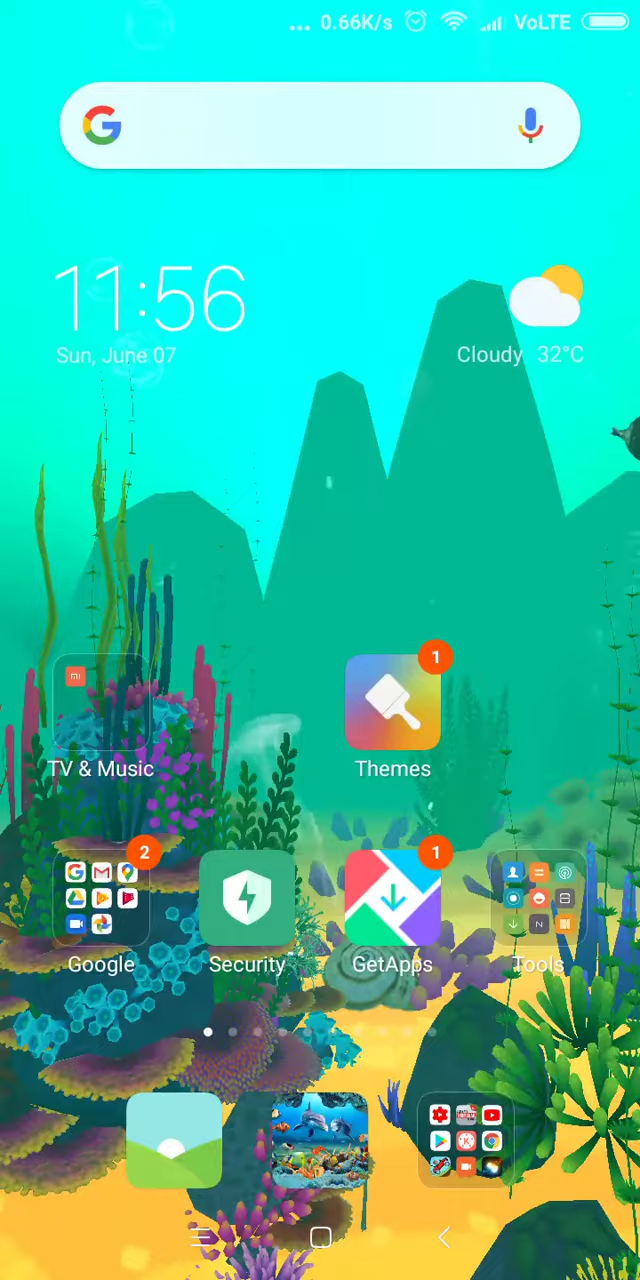 ... 0.66K/s VoLTE
11:56
Sun, June 07
Cloudy 32°C
1
TV & Music
Themes
2
1
Google
Security
GetApps
Tools